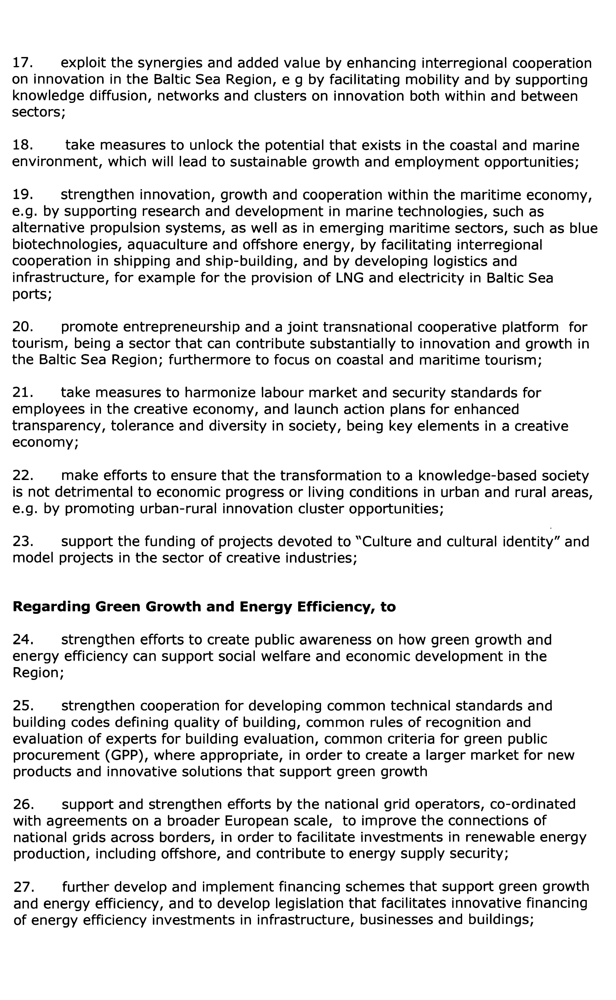 17. exploit the synergies and added value by enhancing interregional cooperation
on innovation in the Baltic Sea Region, e g by facilitating mobility and by supporting
knowledge diffusion, networks and clusters on innovation both within and between
sectors;
18. take measures to unlock the potential that exists in the coastal and marine
environment, which will lead to sustainable growth and employment opportunities;
19. strengthen innovation, growth and cooperation within the maritime economy,
e.g. by supporting research and development in marine technologies, such as
alternative propulsion systems, as well as in emerging maritime sectors, such as blue
biotechnologies, aquaculture and offshore energy, by facilitating interregional
cooperation in shipping and ship-building, and by developing logistics and
infrastructure, for example for the provision of LNG and electricity in Baltic Sea
ports;
20. promote entrepreneurship and a joint transnational cooperative platform for
tourism, being a sector that can contribute substantially to innovation and growth in
the Baltic Sea Region; furthermore to focus on coastal and maritime tourism;
21. take measures to harmonize labour market and security standards for
employees in the creative economy, and launch action plans for enhanced
transparency, tolerance and diversity in society, being key elements in a creative
economy;
22. make efforts to ensure that the transformation to a knowledge-based society
is not detrimental to economic progress or living conditions in urban and rural areas,
e.g. by promoting urban-rural innovation cluster opportunities;
23. support the funding of projects devoted to "Culture and cultural identity" and
model projects in the sector of creative industries;
Regarding Green Growth and Energy Efficiency, to
24. strengthen efforts to create public awareness on how green growth and
energy efficiency can support social welfare and economic development in the
Region;
25. strengthen cooperation for developing common technical standards and
building codes defining quality of building, common rules of recognition and
evaluation of experts for building evaluation, common criteria for green public
procurement (GPP), where appropriate, in order to create a larger market for new
products and innovative solutions that support green growth
26. support and strengthen efforts by the national grid operators, co-ordinated
with agreements on a broader European scale, to improve the connections of
national grids across borders, in order to facilitate investments in renewable energy
production, including offshore, and contribute to energy supply security;
27. further develop and implement financing schemes that support green growth
and energy efficiency, and to develop legislation that facilitates innovative financing
of energy efficiency investments in infrastructure, businesses and buildings;